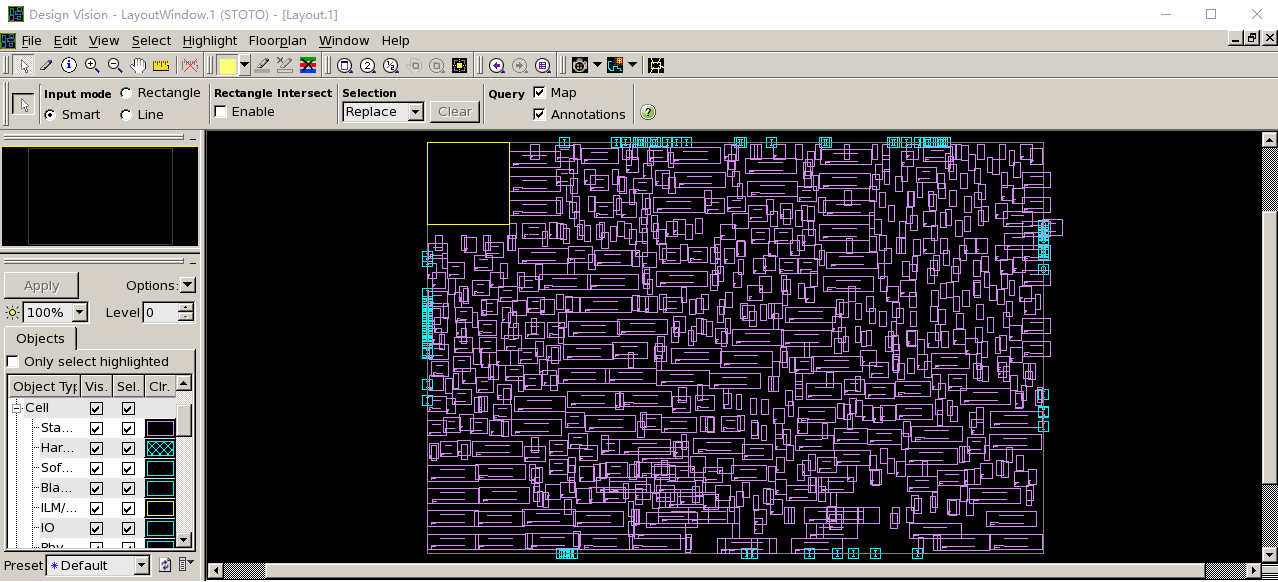 Design Vision - LayoutWindow.1 (STOTO) - [Layout.1]
File Edit View Select Highlight Floorplan Window Help
Input mode Rectangle Rectangle Intersect Selection Query Map
Smart Line Enable Replace Clear Annotations
Apply Options:
100% Level 0
Objects
Only select highlighted
Object Typ Vis. Sel. Clr.
Cell
Sta...
Har...
Sof...
Bla...
ILM/...
IO
Phy...
Preset * Default